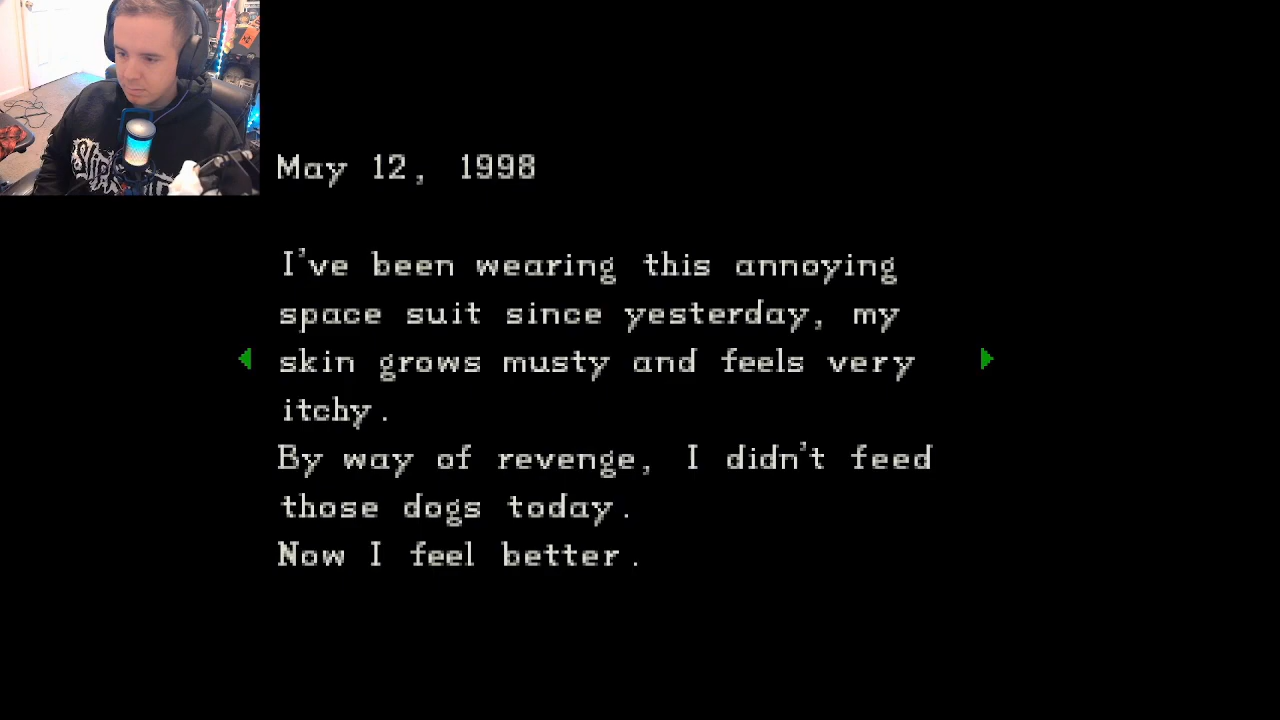 May 12, 1998
I've been wearing this annoying
space suit since yesterday, my
skin grows musty and feels very
itchy.
By way of revenge, I didn't feed
those dogs today.
Now I feel better.